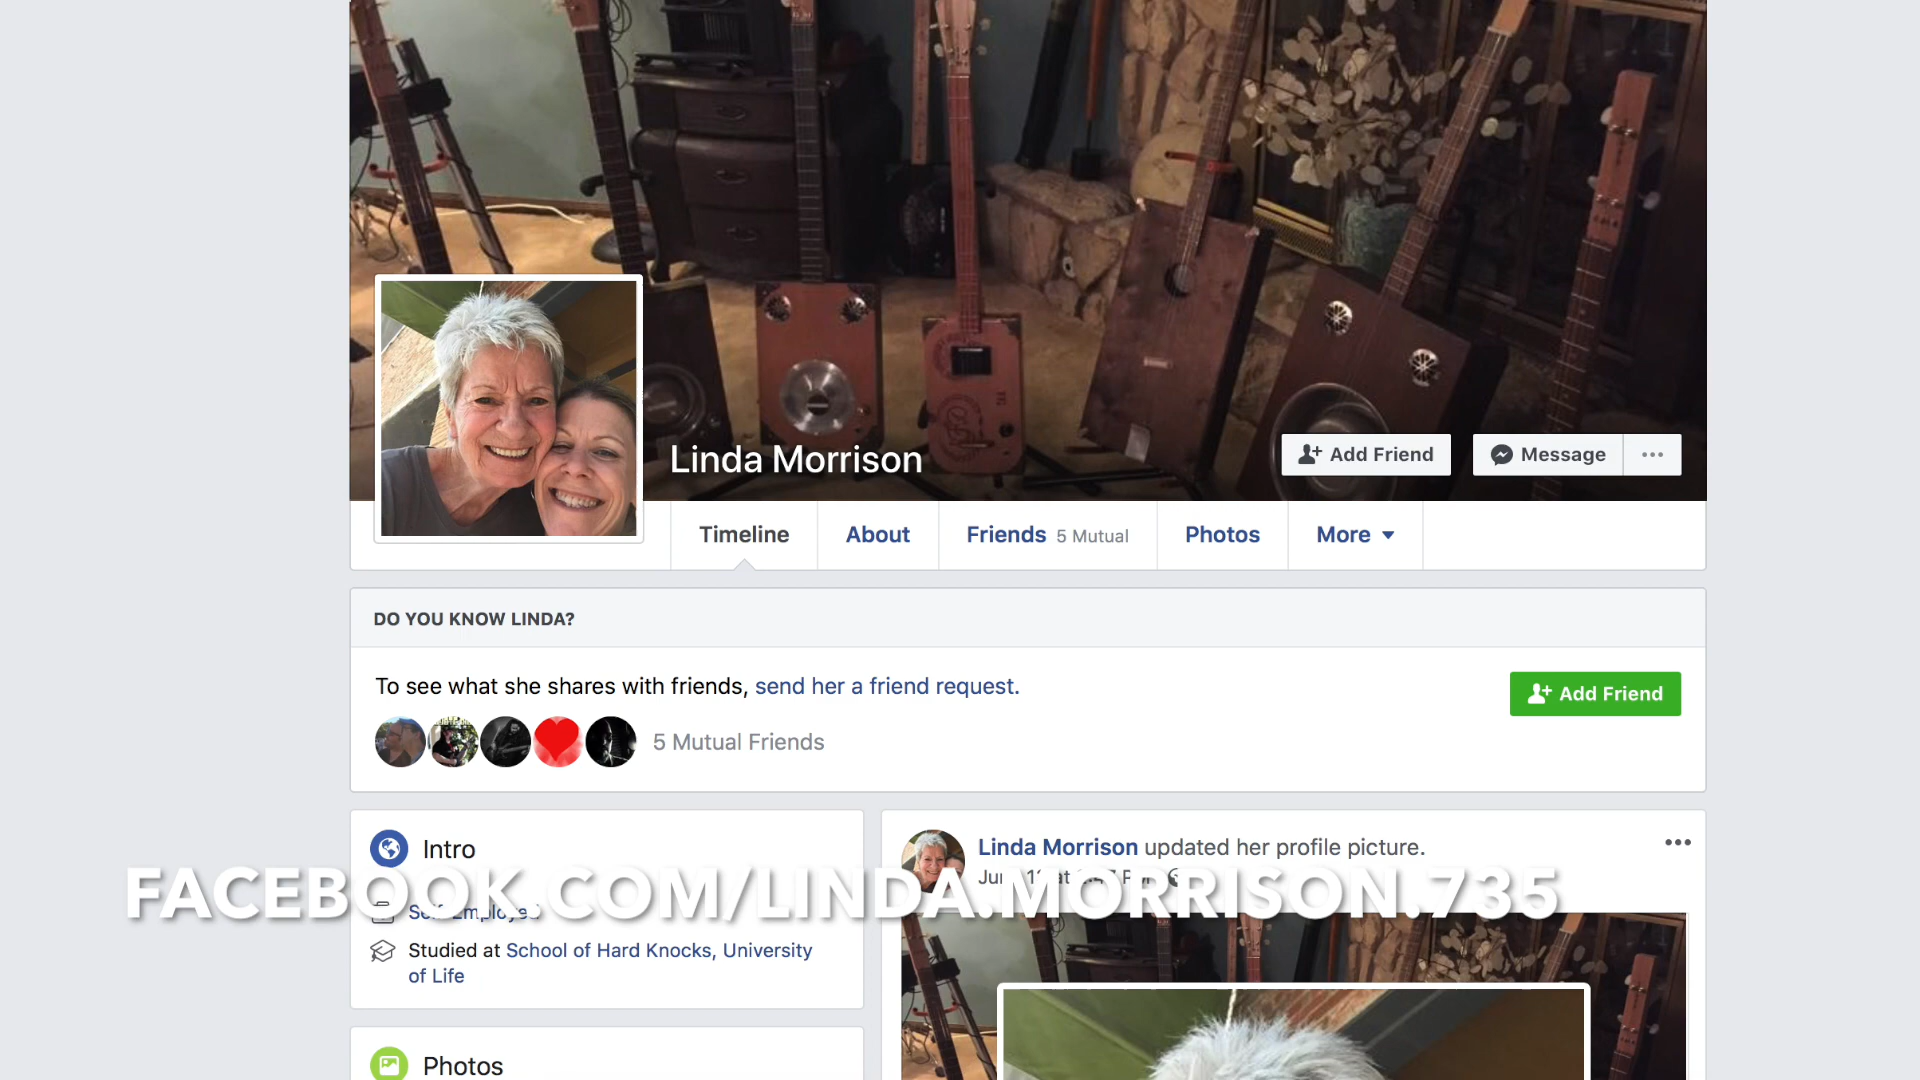 Linda Morrison
Add Friend
Message
Timeline
About
Friends 5 Mutual
Photos
More
DO YOU KNOW LINDA?
To see what she shares with friends, send her a friend request.
Add Friend
5 Mutual Friends
Intro
Linda Morrison updated her profile picture.
FACEBOOK.COM/LINDA.MORRISON.735
Self-Employed
Studied at School of Hard Knocks, University
of Life
Photos